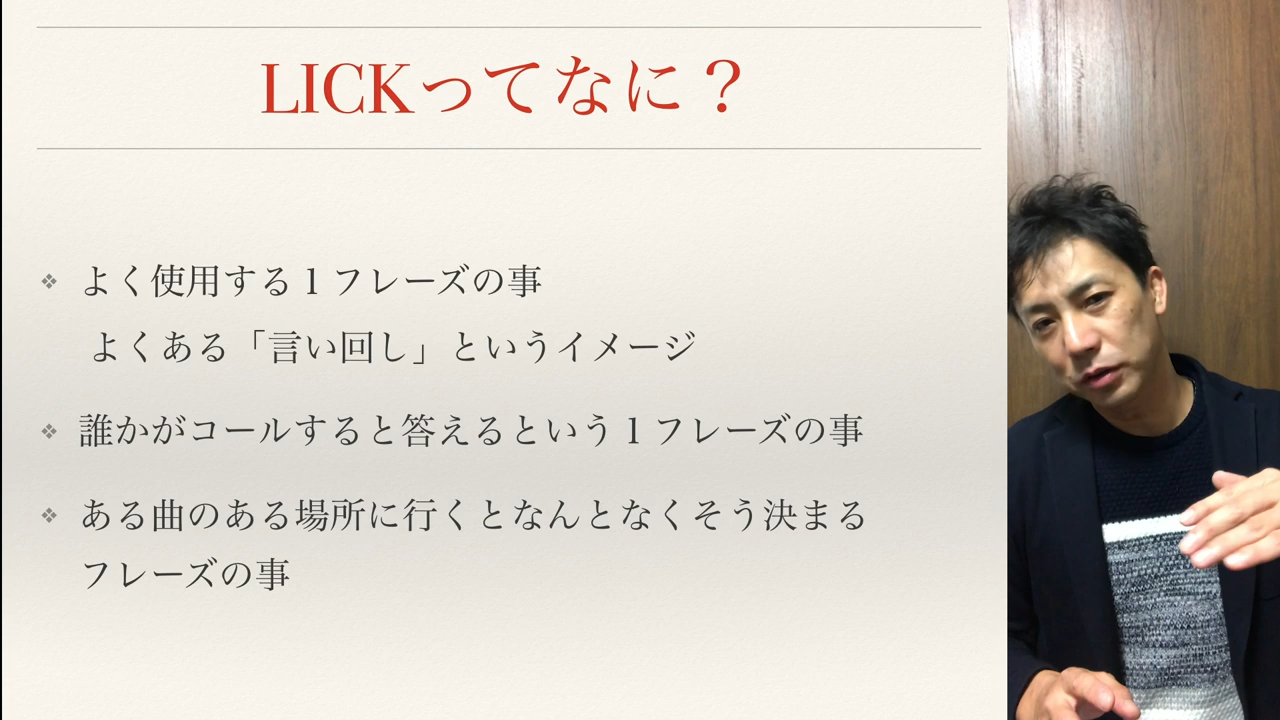 LICKってなに？
よく使用する１フレーズの事
よくある「言い回し」というイメージ
誰かがコールすると答えるという１フレーズの事
ある曲のある場所に行くとなんとなくそう決まる
フレーズの事